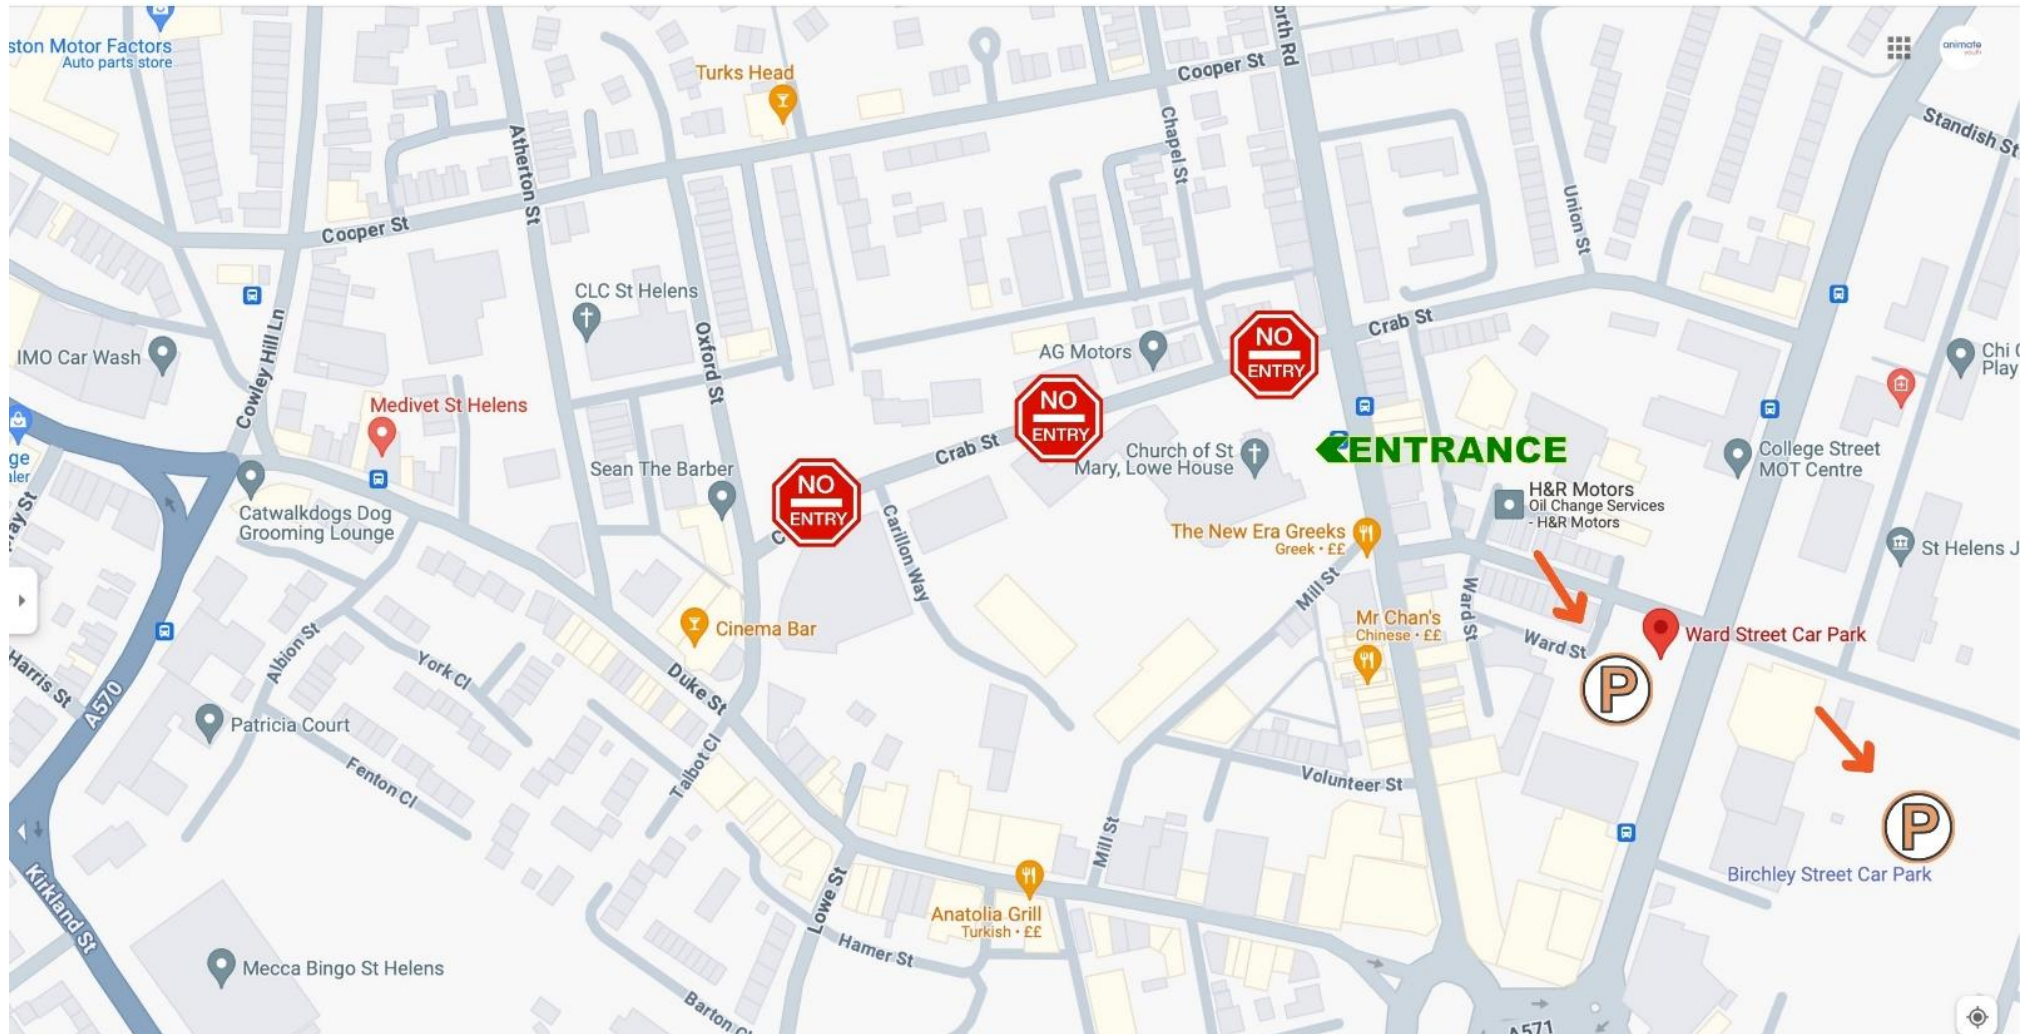 ston Motor Factors
Auto parts store
Turks Head
Cooper St
orth Rd
animate
youth
Standish St
Atherton St
Chapel St
Union St
Cooper St
CLC St Helens
IMO Car Wash
Cowley Hill Ln
Oxford St
AG Motors
NO
ENTRY
Crab St
Chi
Play
Medivet St Helens
NO
ENTRY
Crab St
Church of St
Mary, Lowe House
ENTRANCE
College Street
MOT Centre
ge
aler
ray St
Sean The Barber
NO
ENTRY
C
Carillon Way
H&R Motors
Oil Change Services
- H&R Motors
Catwalkdogs Dog
Grooming Lounge
The New Era Greeks
Greek · ££
St Helens J
Mill St
Ward St
Mr Chan's
Chinese · ££
Cinema Bar
Ward St
Ward Street Car Park
P
Harris St
A570
Albion St
York Cl
Duke St
Patricia Court
Talbot Cl
Fenton Cl
Volunteer St
P
Mill St
Birchley Street Car Park
Kirkland St
Lowe St
Anatolia Grill
Turkish · ££
Hamer St
Mecca Bingo St Helens
Barton C
A571